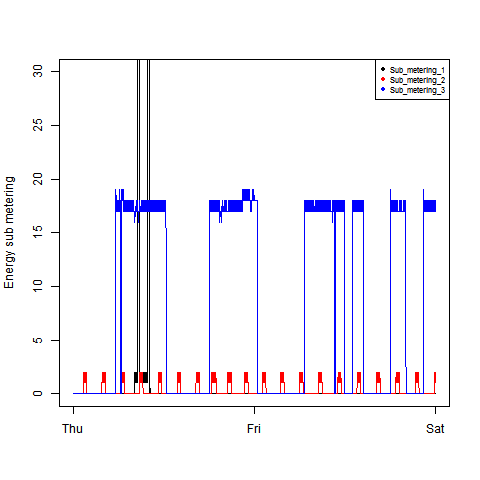 Sub_metering_1
Sub_metering_2
Sub_metering_3
Energy sub metering
30
25
20
15
10
5
0
Thu Fri Sat